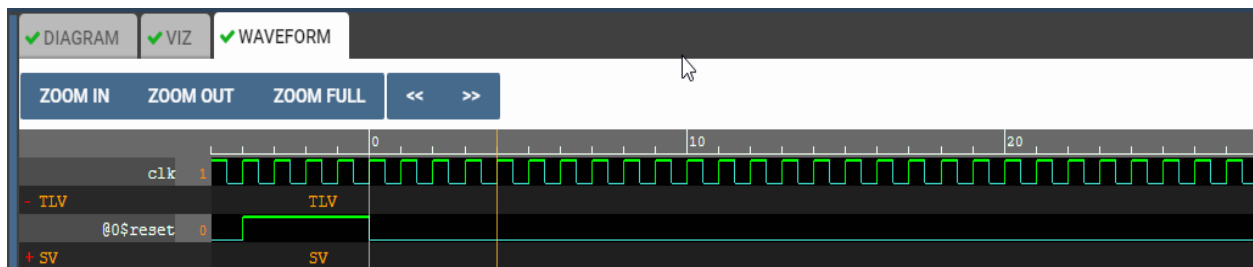 DIAGRAM VIZ WAVEFORM
ZOOM IN ZOOM OUT ZOOM FULL << >>
0 10 20
clk 1
- TLV TLV
@0$reset 0
+ SV SV